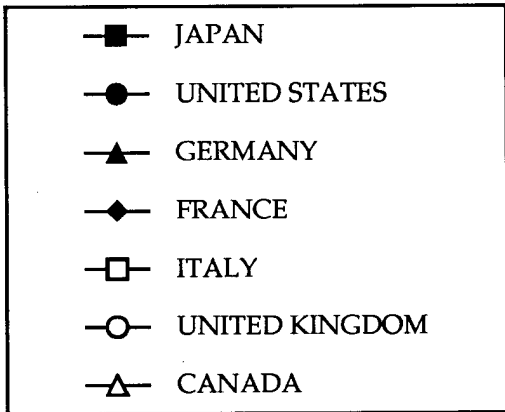 JAPAN
UNITED STATES
GERMANY
FRANCE
ITALY
UNITED KINGDOM
CANADA